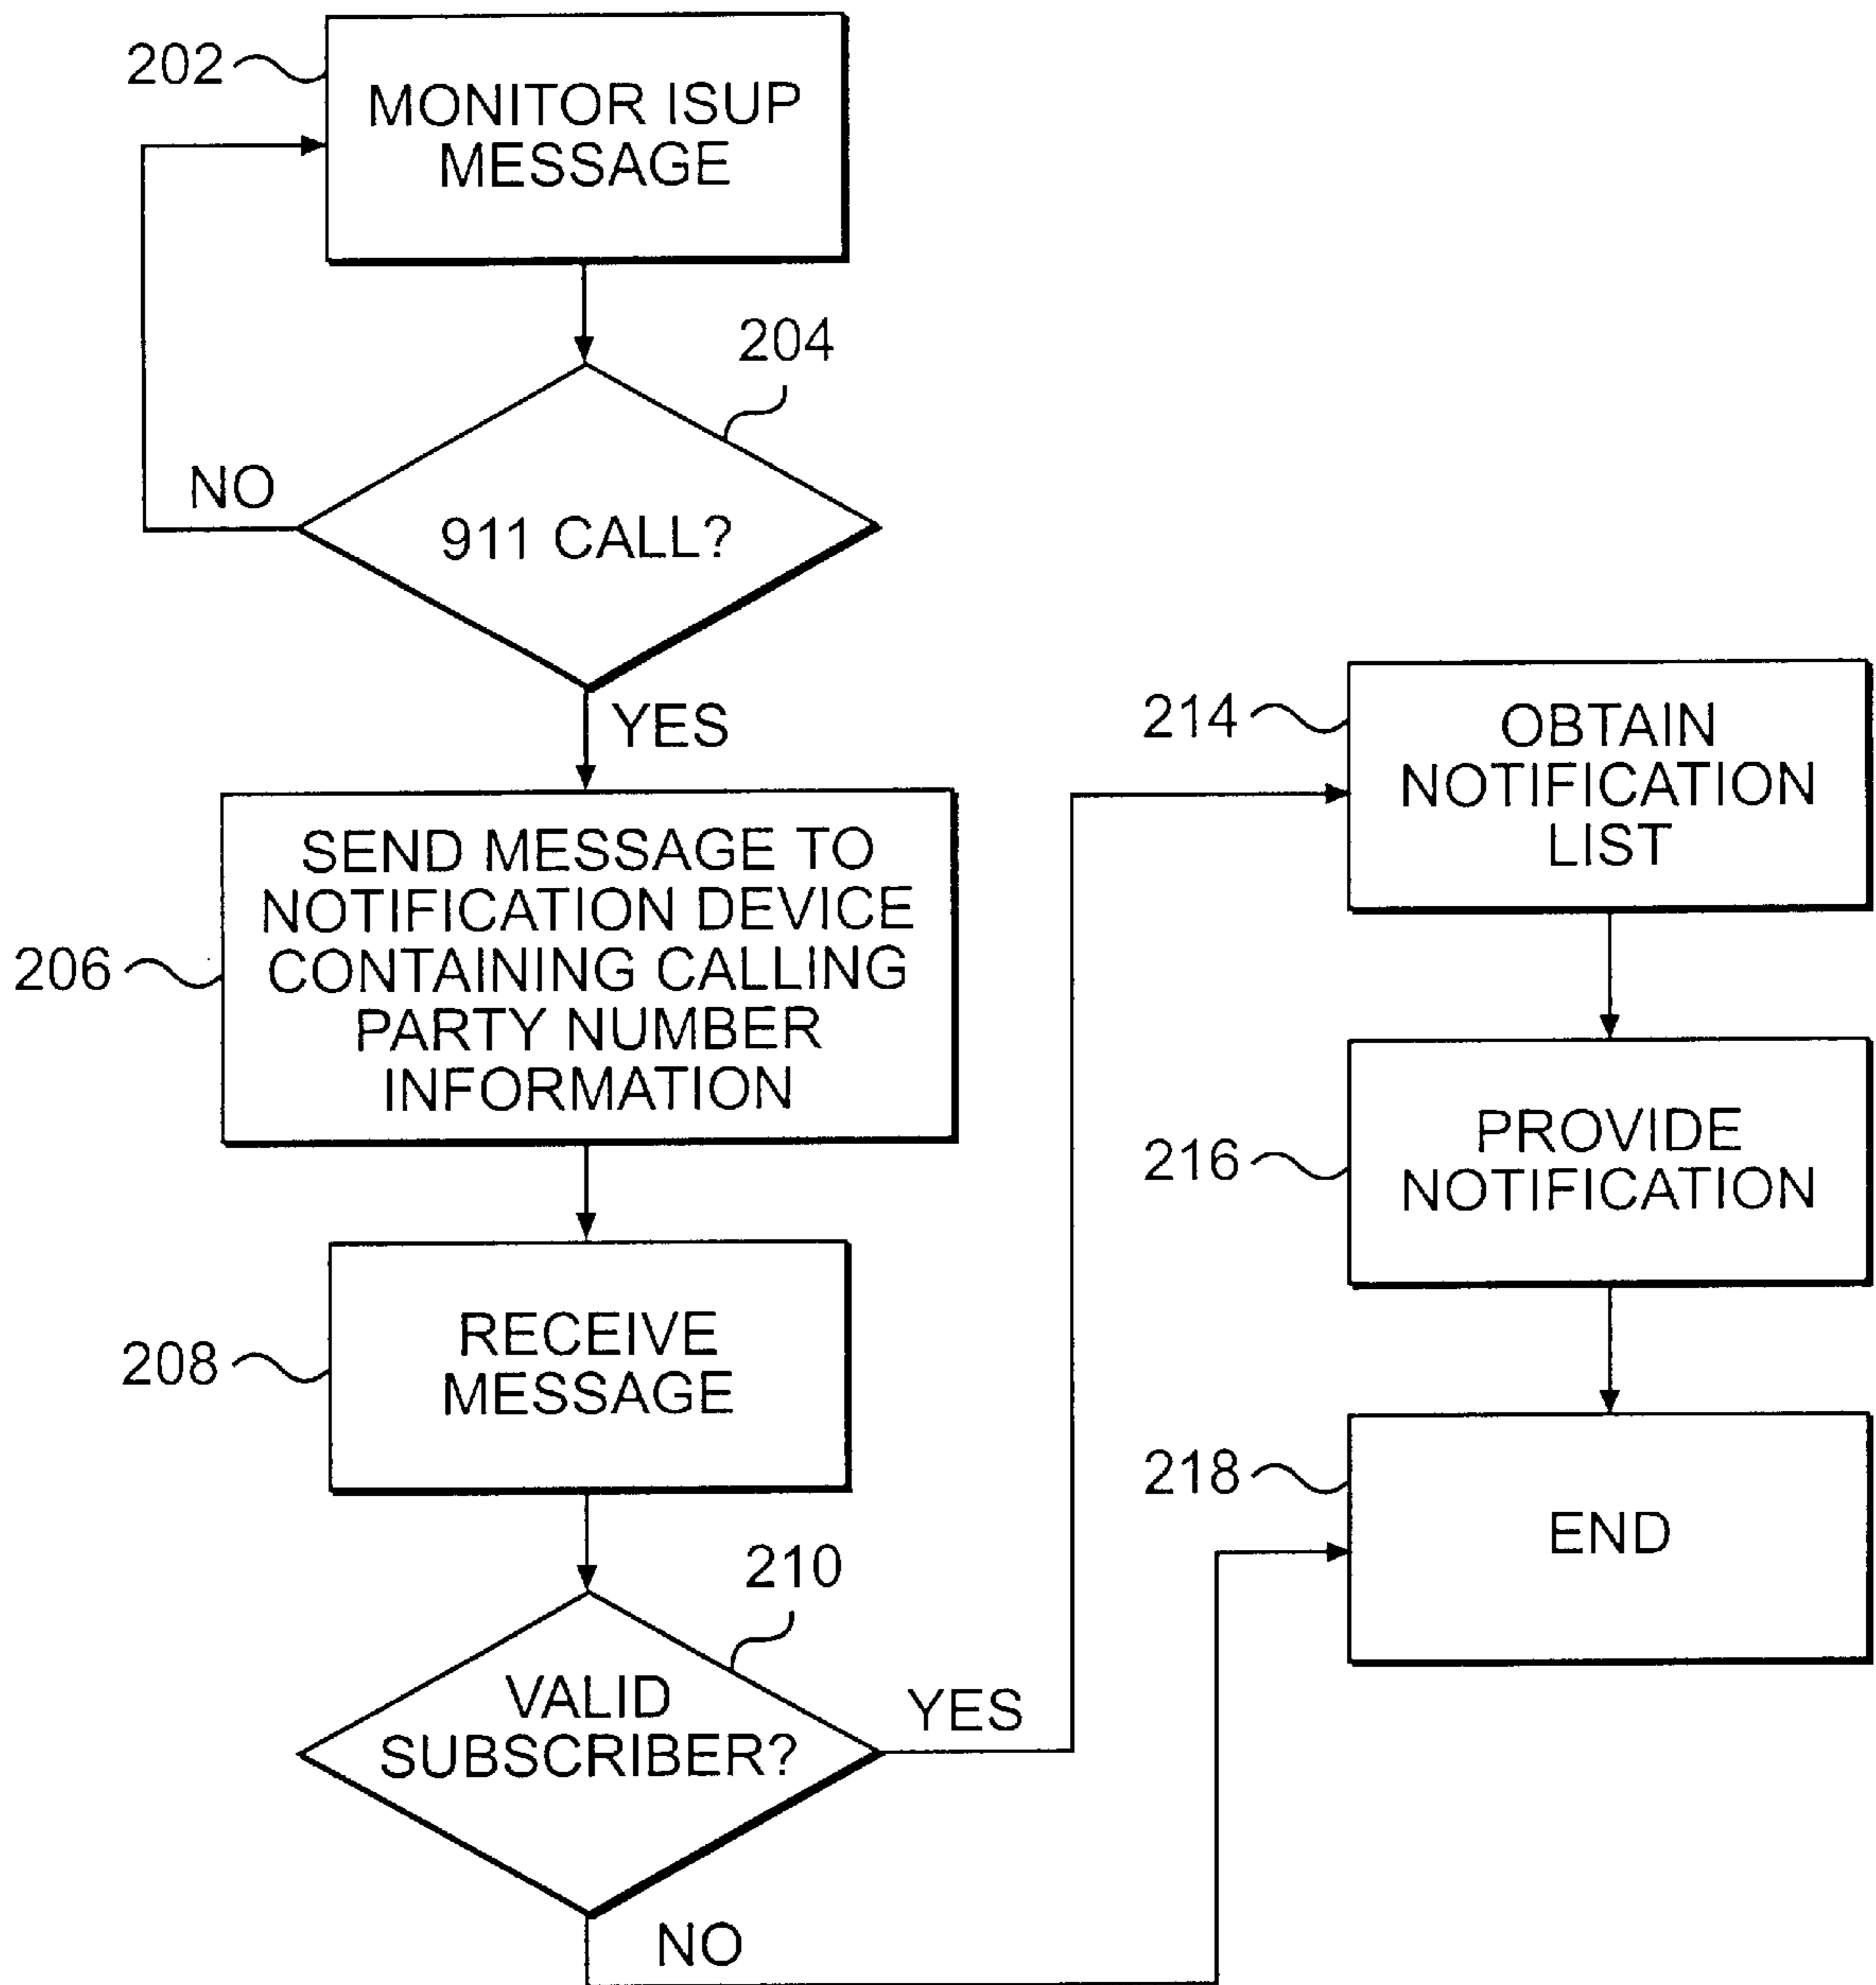 202
MONITOR ISUP
MESSAGE
204
NO
911 CALL?
YES
206
SEND MESSAGE TO
NOTIFICATION DEVICE
CONTAINING CALLING
PARTY NUMBER
INFORMATION
208
RECEIVE
MESSAGE
210
VALID
SUBSCRIBER?
YES
NO
214
OBTAIN
NOTIFICATION
LIST
216
PROVIDE
NOTIFICATION
218
END